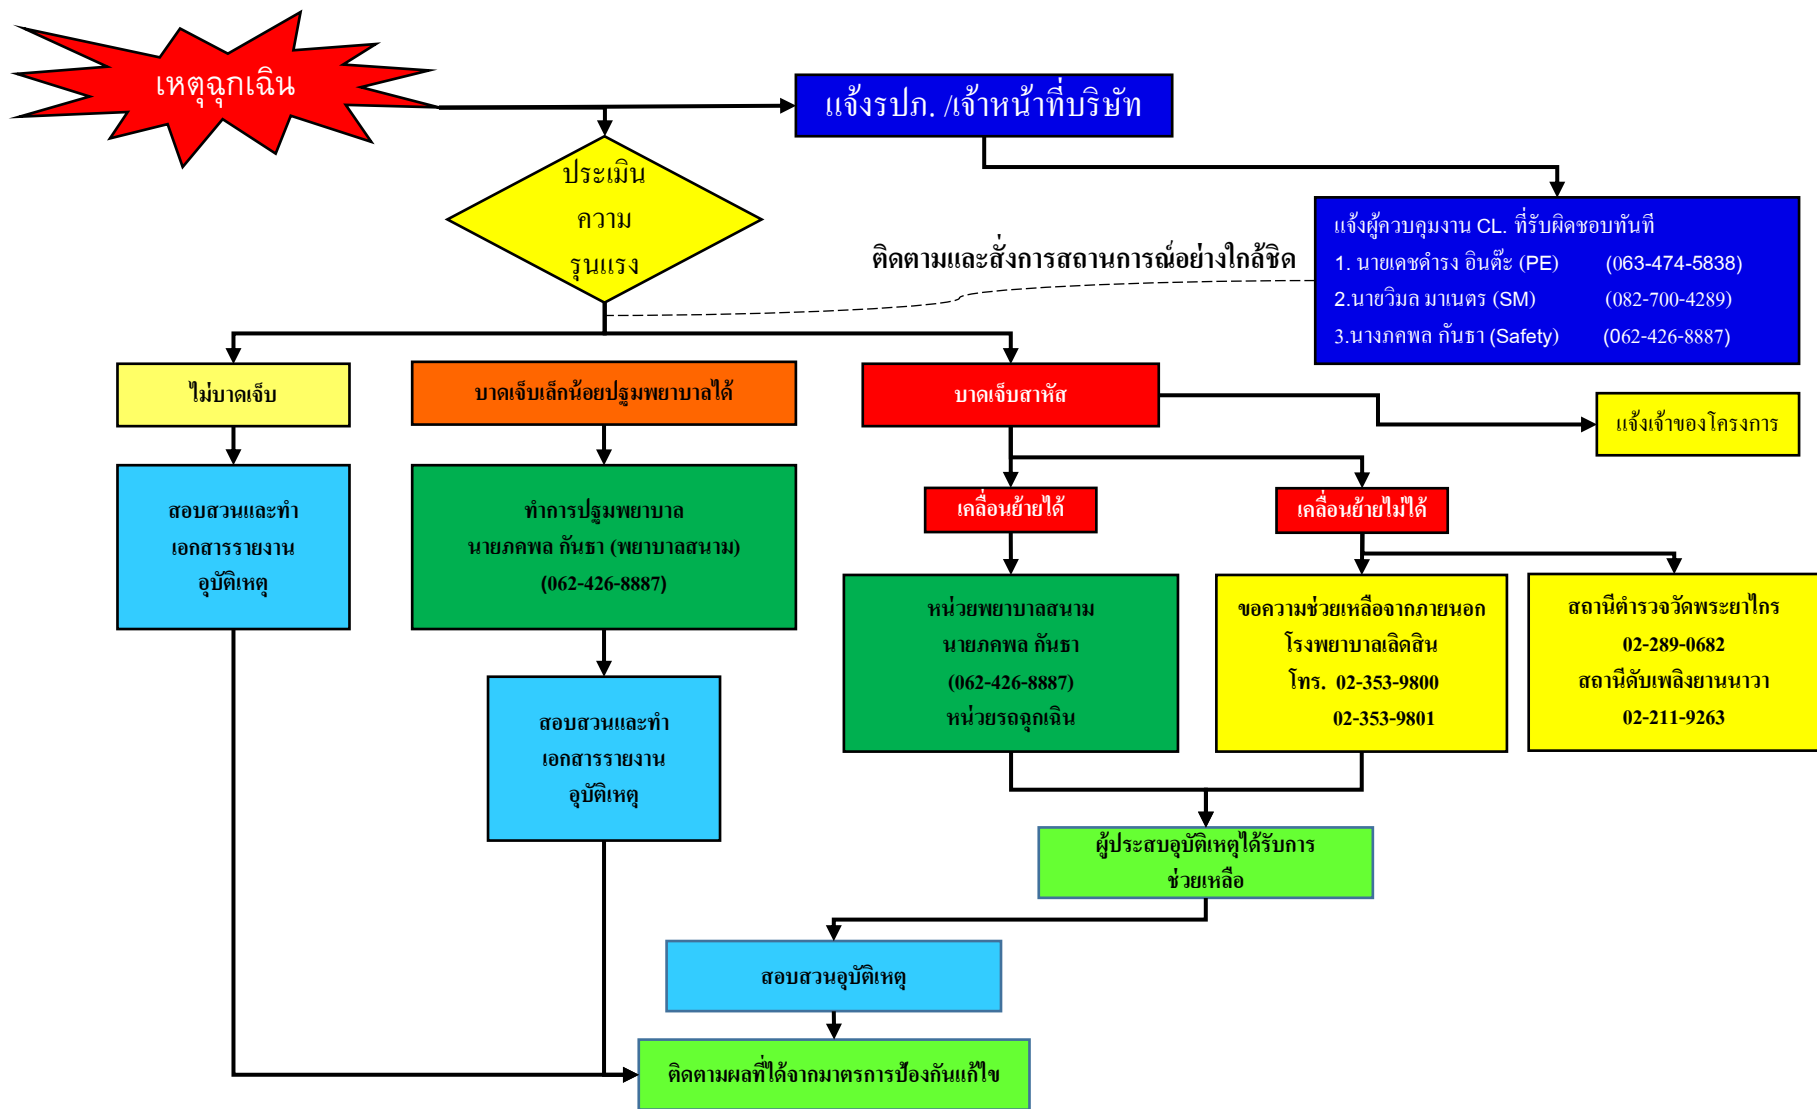 เหตุฉุกเฉิน
แจ้งรปภ. /เจ้าหน้าที่บริษัท
ประเมิน
ความ
รุนแรง
ติดตามและสั่งการสถานการณ์อย่างใกล้ชิด
แจ้งผู้ควบคุมงาน CL. ที่รับผิดชอบทันที
1. นายเดชดำรง อินต๊ะ (PE) (063-474-5838)
2.นายวิมล มาเนตร (SM) (082-700-4289)
3.นางภคพล กันธา (Safety) (062-426-8887)
ไม่บาดเจ็บ
บาดเจ็บเล็กน้อยปฐมพยาบาลได้
บาดเจ็บสาหัส
แจ้งเจ้าของโครงการ
สอบสวนและทำ
เอกสารรายงาน
อุบัติเหตุ
ทำการปฐมพยาบาล
นายภคพล กันธา (พยาบาลสนาม)
(062-426-8887)
เคลื่อนย้ายได้
เคลื่อนย้ายไม่ได้
หน่วยพยาบาลสนาม
นายภคพล กันธา
(062-426-8887)
หน่วยรถฉุกเฉิน
ขอความช่วยเหลือจากภายนอก
โรงพยาบาลเลิดสิน
โทร. 02-353-9800
02-353-9801
สถานีตำรวจวัดพระยาไกร
02-289-0682
สถานีดับเพลิงยานนาวา
02-211-9263
สอบสวนและทำ
เอกสารรายงาน
อุบัติเหตุ
ผู้ประสบอุบัติเหตุได้รับการ
ช่วยเหลือ
สอบสวนอุบัติเหตุ
ติดตามผลที่ได้จากมาตรการป้องกันแก้ไข